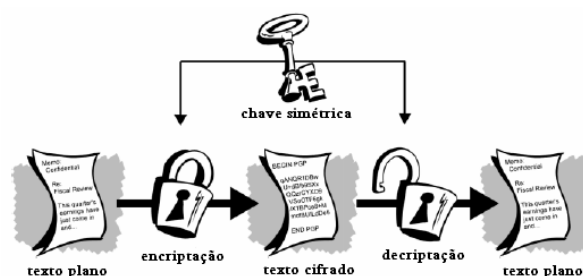 chave simétrica
Memo:
Confidential
Re:
Fiscal Review
This quarter's
earnings have
just come in
and...
BEGIN PGP
END PGP
Memo:
Confidential
Re:
Fiscal Review
This quarter's
earnings have
just come in
and...
encriptação
decriptação
texto plano
texto cifrado
texto plano